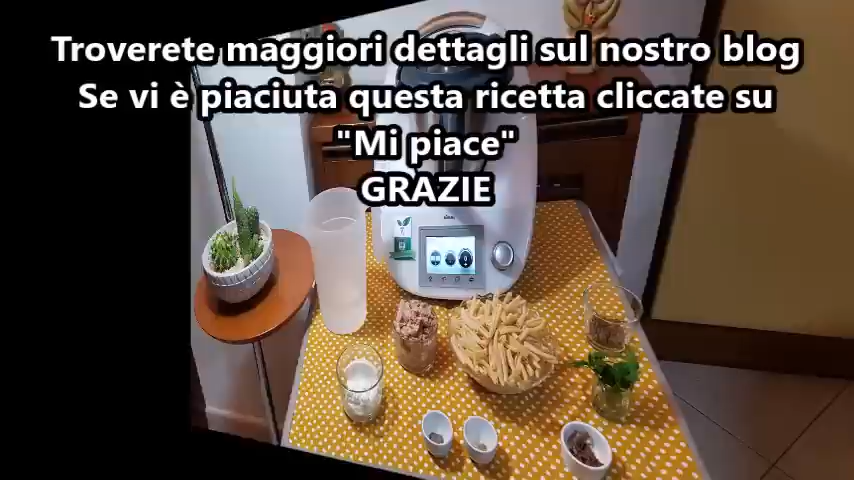 Troverete maggiori dettagli sul nostro blog
Se vi è piaciuta questa ricetta cliccate su
"Mi piace"
GRAZIE